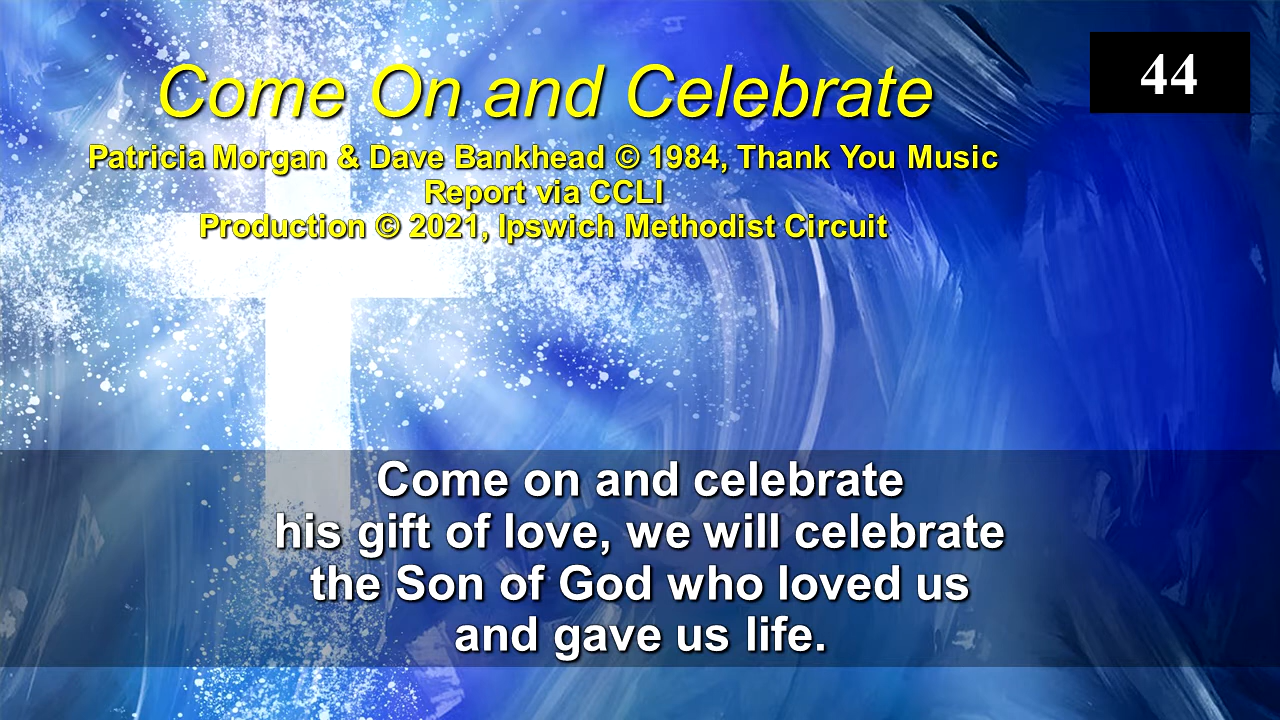 Come On and Celebrate
44
Patricia Morgan & Dave Bankhead © 1984, Thank You Music
Report via CCLI
Production © 2021, Ipswich Methodist Circuit
Come on and celebrate
his gift of love, we will celebrate
the Son of God who loved us
and gave us life.